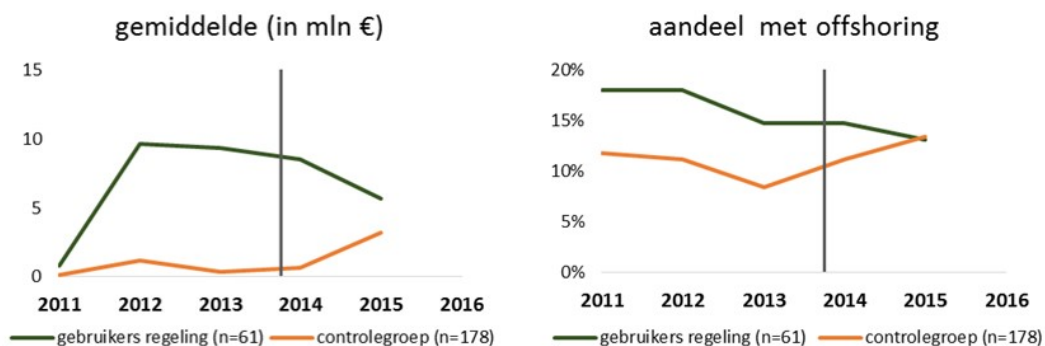 gemiddelde (in mln €)
15
10
5
0
2011 2012 2013 2014 2015 2016
gebruikers regeling (n=61) controlegroep (n=178)
aandeel met offshoring
20%
15%
10%
5%
0%
2011 2012 2013 2014 2015 2016
gebruikers regeling (n=61) controlegroep (n=178)